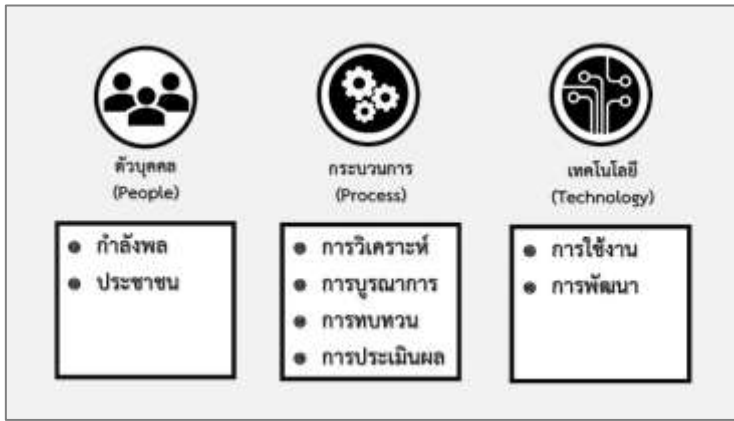 ตัวบุคคล
(People)
● กำลังพล
● ประชาชน
กระบวนการ
(Process)
● การวิเคราะห์
● การบูรณาการ
● การทบทวน
● การประเมินผล
เทคโนโลยี
(Technology)
● การใช้งาน
● การพัฒนา